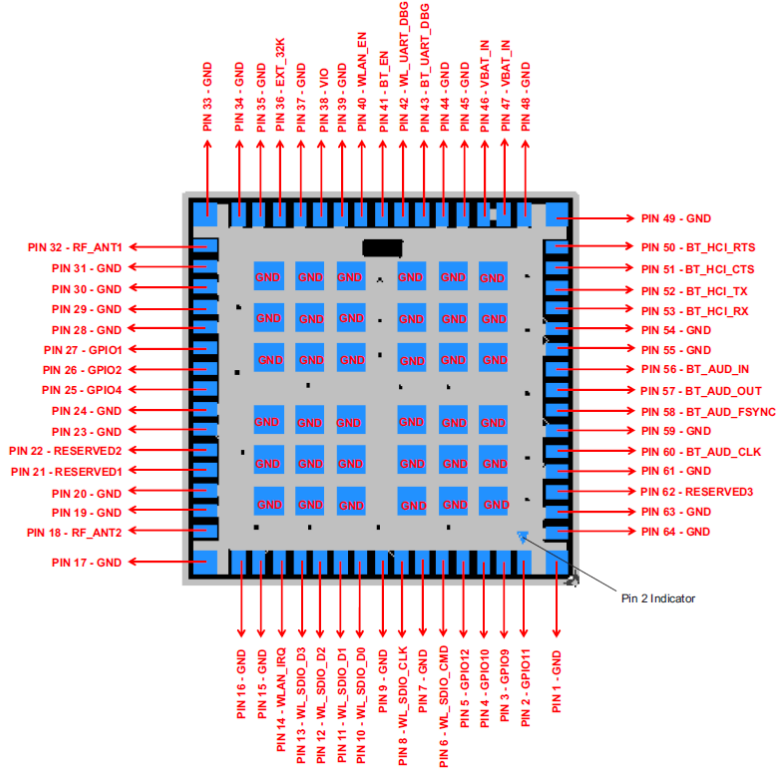 PIN 33 - GND
PIN 34 - GND
PIN 35 - GND
PIN 36 - EXT_32K
PIN 37 - GND
PIN 38 - VIO
PIN 39 - GND
PIN 40 - WLAN_EN
PIN 41 - BT_EN
PIN 42 - WL_UART_DBG
PIN 43 - BT_UART_DBG
PIN 44 - GND
PIN 45 - GND
PIN 46 - VBAT_IN
PIN 47 - VBAT_IN
PIN 48 - GND
PIN 32 - RF_ANT1
PIN 31 - GND
PIN 30 - GND
PIN 29 - GND
PIN 28 - GND
PIN 27 - GPIO1
PIN 26 - GPIO2
PIN 25 - GPIO4
PIN 24 - GND
PIN 23 - GND
PIN 22 - RESERVED2
PIN 21 - RESERVED1
PIN 20 - GND
PIN 19 - GND
PIN 18 - RF_ANT2
PIN 17 - GND
GND GND GND GND GND GND
GND GND GND GND GND GND
GND GND GND GND GND GND
GND GND GND GND GND GND
GND GND GND GND GND GND
GND GND GND GND GND GND
PIN 49 - GND
PIN 50 - BT_HCI_RTS
PIN 51 - BT_HCI_CTS
PIN 52 - BT_HCI_TX
PIN 53 - BT_HCI_RX
PIN 54 - GND
PIN 55 - GND
PIN 56 - BT_AUD_IN
PIN 57 - BT_AUD_OUT
PIN 58 - BT_AUD_FSYNC
PIN 59 - GND
PIN 60 - BT_AUD_CLK
PIN 61 - GND
PIN 62 - RESERVED3
PIN 63 - GND
PIN 64 - GND
Pin 2 Indicator
PIN 16 - GND
PIN 15 - GND
PIN 14 - WLAN_IRQ
PIN 13 - WL_SDIO_D3
PIN 12 - WL_SDIO_D2
PIN 11 - WL_SDIO_D1
PIN 10 - WL_SDIO_D0
PIN 9 - GND
PIN 8 - WL_SDIO_CLK
PIN 7 - GND
PIN 6 - WL_SDIO_CMD
PIN 5 - GPIO12
PIN 4 - GPIO10
PIN 3 - GPIO9
PIN 2 - GPIO11
PIN 1 - GND